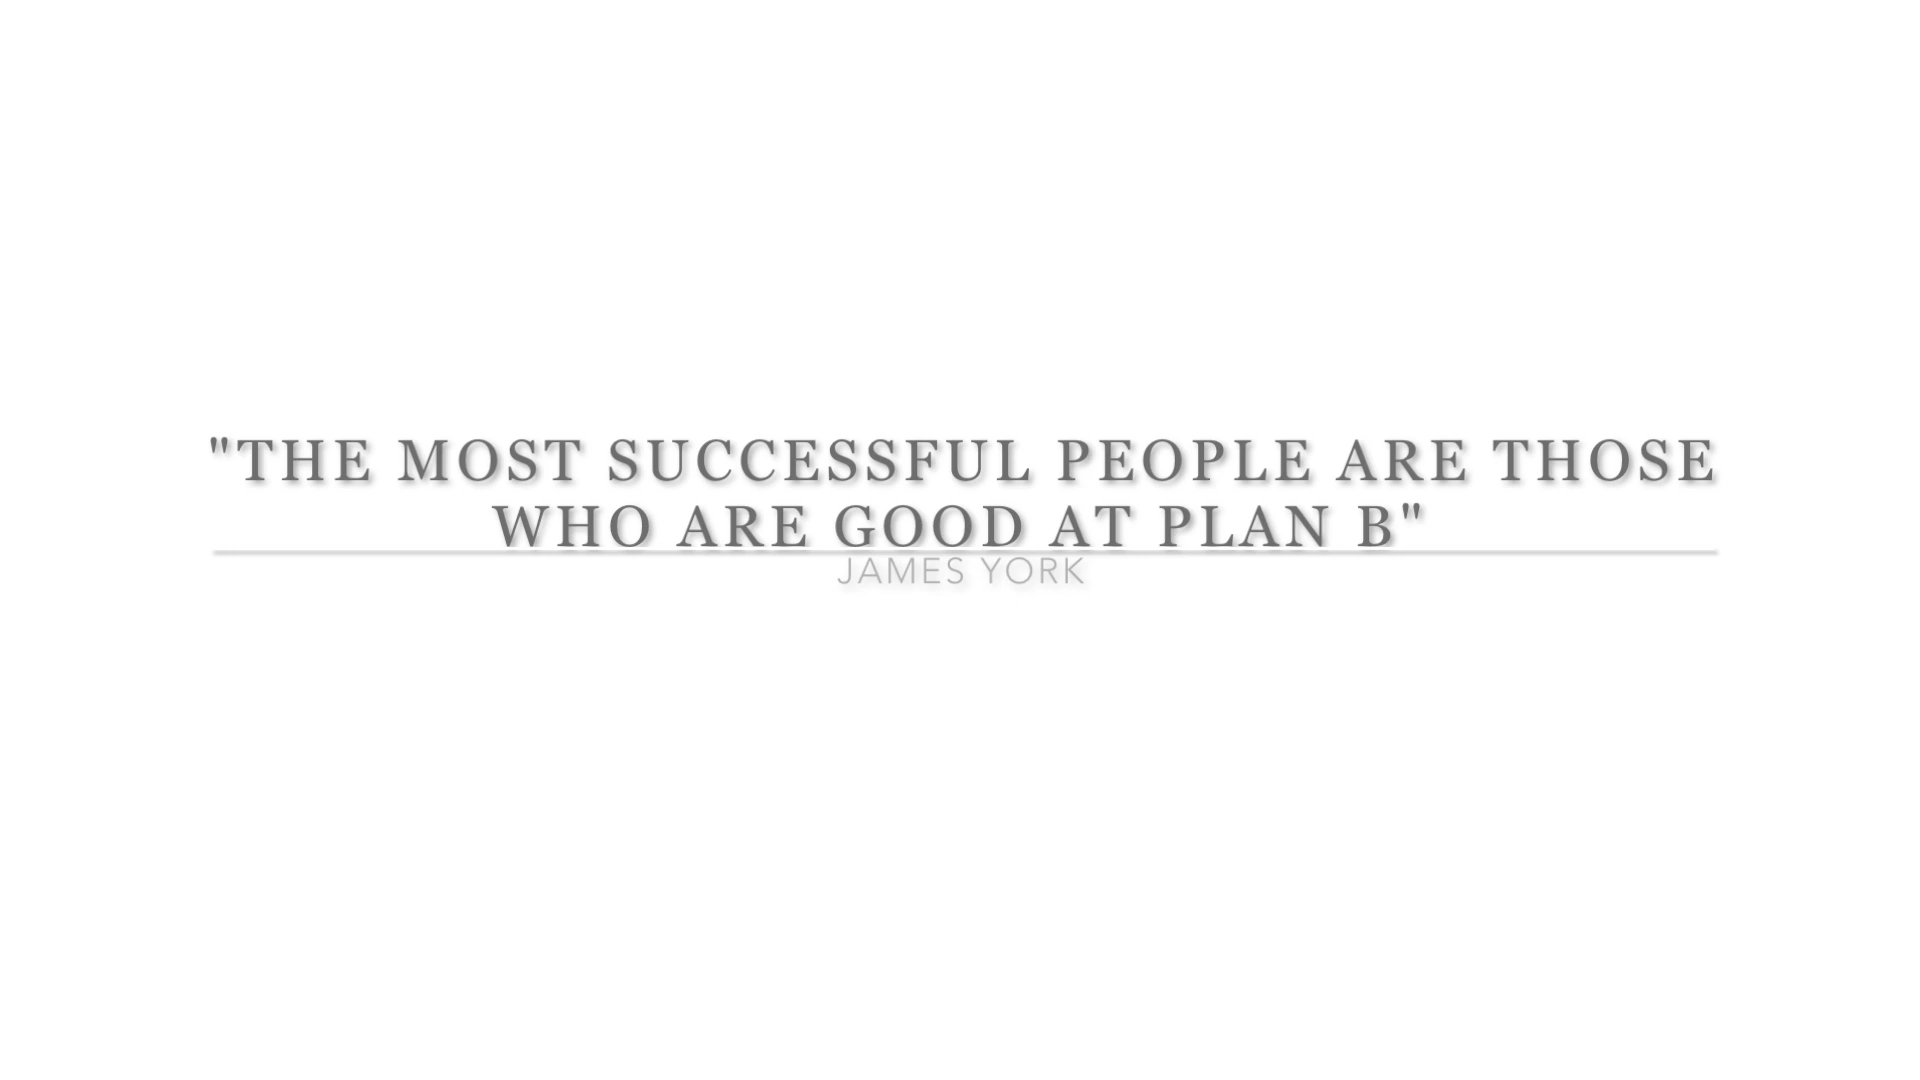 "THE MOST SUCCESSFUL PEOPLE ARE THOSE
WHO ARE GOOD AT PLAN B"
JAMES YORK